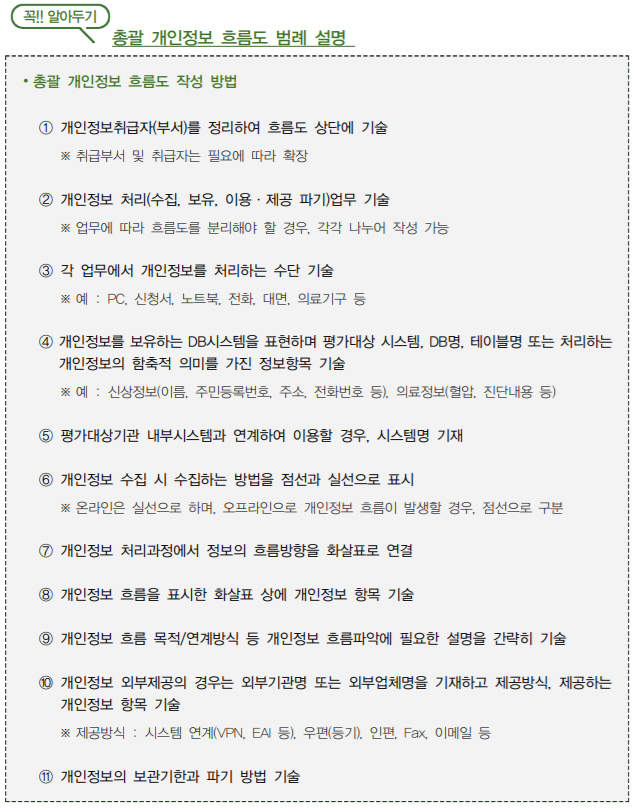 꼭!! 알아두기
총괄 개인정보 흐름도 범례 설명
• 총괄 개인정보 흐름도 작성 방법
① 개인정보취급자(부서)를 정리하여 흐름도 상단에 기술
※ 취급부서 및 취급자는 필요에 따라 확장
② 개인정보 처리(수집, 보유, 이용 · 제공 파기)업무 기술
※ 업무에 따라 흐름도를 분리해야 할 경우, 각각 나누어 작성 가능
③ 각 업무에서 개인정보를 처리하는 수단 기술
※ 예 : PC, 신청서, 노트북, 전화, 대면, 의료기구 등
④ 개인정보를 보유하는 DB시스템을 표현하며 평가대상 시스템, DB명, 테이블명 또는 처리하는
개인정보의 함축적 의미를 가진 정보항목 기술
※ 예 : 신상정보(이름, 주민등록번호, 주소, 전화번호 등), 의료정보(혈압, 진단내용 등)
⑤ 평가대상기관 내부시스템과 연계하여 이용할 경우, 시스템명 기재
⑥ 개인정보 수집 시 수집하는 방법을 점선과 실선으로 표시
※ 온라인은 실선으로 하며, 오프라인으로 개인정보 흐름이 발생할 경우, 점선으로 구분
⑦ 개인정보 처리과정에서 정보의 흐름방향을 화살표로 연결
⑧ 개인정보 흐름을 표시한 화살표 상에 개인정보 항목 기술
⑨ 개인정보 흐름 목적/연계방식 등 개인정보 흐름파악에 필요한 설명을 간략히 기술
⑩ 개인정보 외부제공의 경우는 외부기관명 또는 외부업체명을 기재하고 제공방식, 제공하는
개인정보 항목 기술
※ 제공방식 : 시스템 연계(VPN, EAI 등), 우편(등기), 인편, Fax, 이메일 등
⑪ 개인정보의 보관기한과 파기 방법 기술